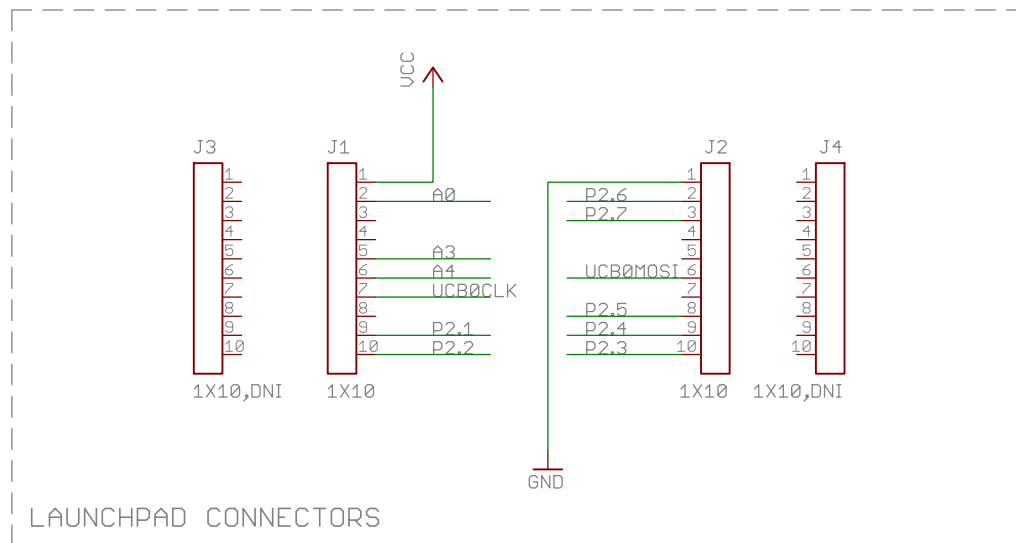 VCC
J3
J1
J2
J4
1
2
3
4
5
6
7
8
9
10
1
2
3
4
5
6
7
8
9
10
A0
A3
A4
UCB0CLK
P2.1
P2.2
P2.6
P2.7
UCB0MOSI
P2.5
P2.4
P2.3
1
2
3
4
5
6
7
8
9
10
1
2
3
4
5
6
7
8
9
10
1X10,DNI
1X10
1X10
1X10,DNI
GND
LAUNCHPAD CONNECTORS